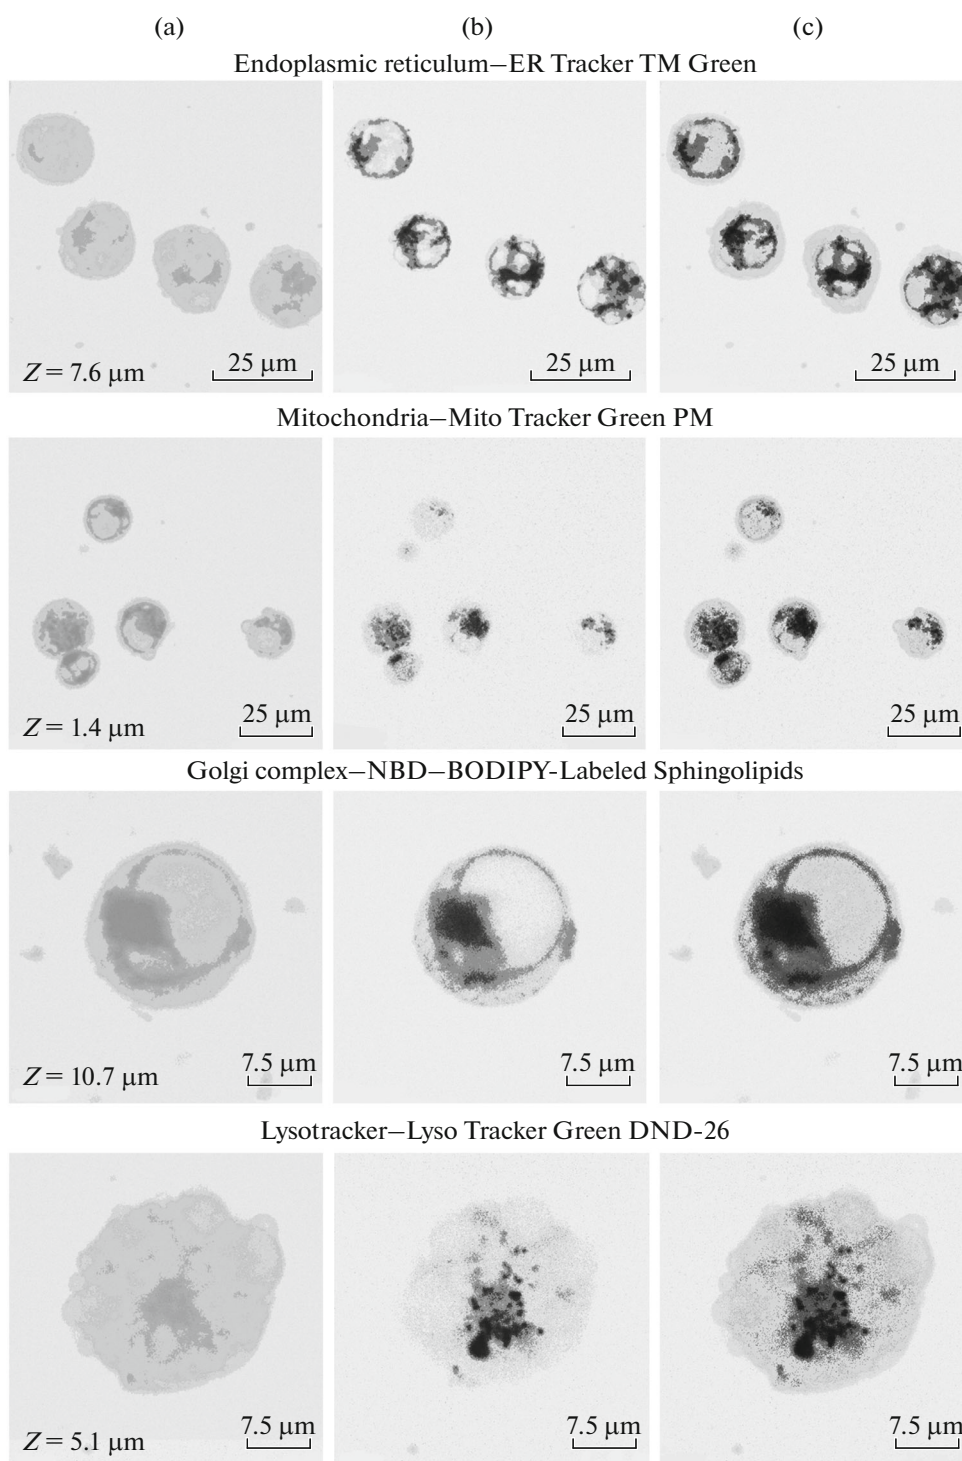 (a) (b) (c)
Endoplasmic reticulum–ER Tracker TM Green
Z = 7.6 μm 25 μm 25 μm 25 μm
Mitochondria–Mito Tracker Green PM
Z = 1.4 μm 25 μm 25 μm 25 μm
Golgi complex–NBD–BODIPY-Labeled Sphingolipids
Z = 10.7 μm 7.5 μm 7.5 μm 7.5 μm
Lysotracker–Lyso Tracker Green DND-26
Z = 5.1 μm 7.5 μm 7.5 μm 7.5 μm